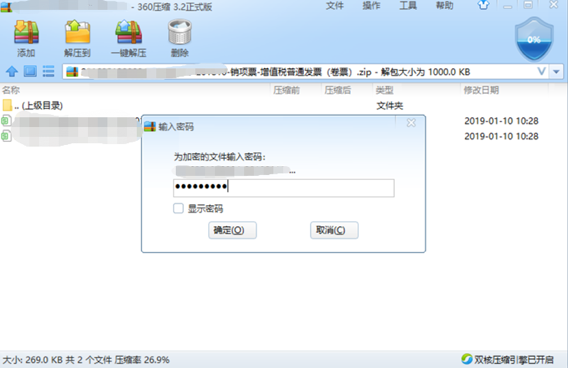 - 360压缩 3.2正式版
文件 操作 工具 帮助
添加 解压到 一键解压 删除
0%
销项票-增值税普通发票（卷票）.zip - 解包大小为 1000.0 KB
名称 压缩前 压缩后 类型 修改日期
.. (上级目录) 文件夹
2019-01-10 10:28
2019-01-10 10:28
输入密码
为加密的文件输入密码：
...
●●●●●●●●●
显示密码
确定(O) 取消(C)
大小: 269.0 KB 共 2 个文件 压缩率 26.9% 双核压缩引擎已开启